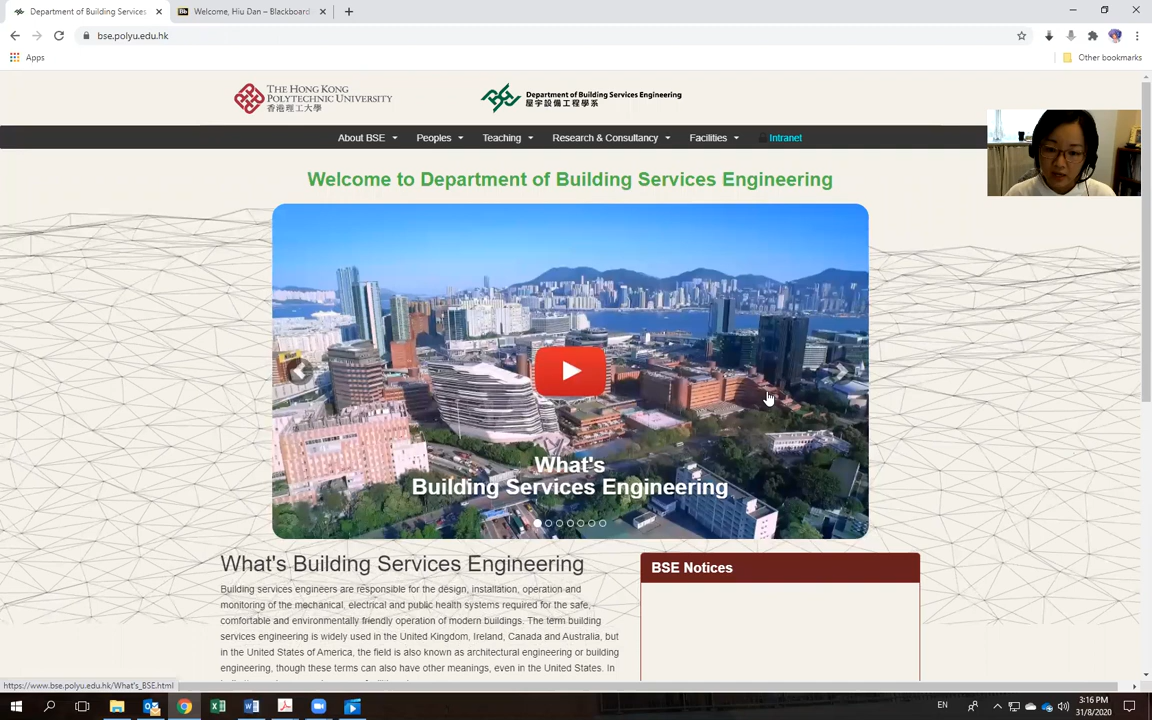 Department of Building Services
Welcome, Hiu Dan – Blackboard
bse.polyu.edu.hk
Apps
Other bookmarks
THE HONG KONG
POLYTECHNIC UNIVERSITY
香港理工大學
Department of Building Services Engineering
屋宇設備工程學系
About BSE
Peoples
Teaching
Research & Consultancy
Facilities
Intranet
Welcome to Department of Building Services Engineering
What's
Building Services Engineering
What's Building Services Engineering
Building services engineers are responsible for the design, installation, operation and
monitoring of the mechanical, electrical and public health systems required for the safe,
comfortable and environmentally friendly operation of modern buildings. The term building
services engineering is widely used in the United Kingdom, Ireland, Canada and Australia, but
in the United States of America, the field is also known as architectural engineering or building
engineering, though these terms can also have other meanings, even in the United States. In
BSE Notices
https://www.bse.polyu.edu.hk/What's_BSE.html
EN
3:16 PM
31/8/2020